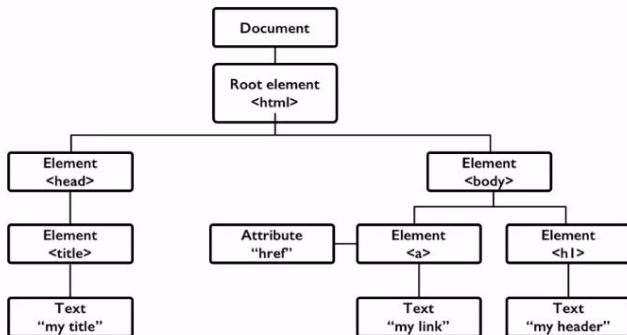 Document
Root element
<html>
Element
<head>
Element
<body>
Element
<title>
Attribute
“href”
Element
<a>
Element
<h1>
Text
“my title”
Text
“my link”
Text
“my header”